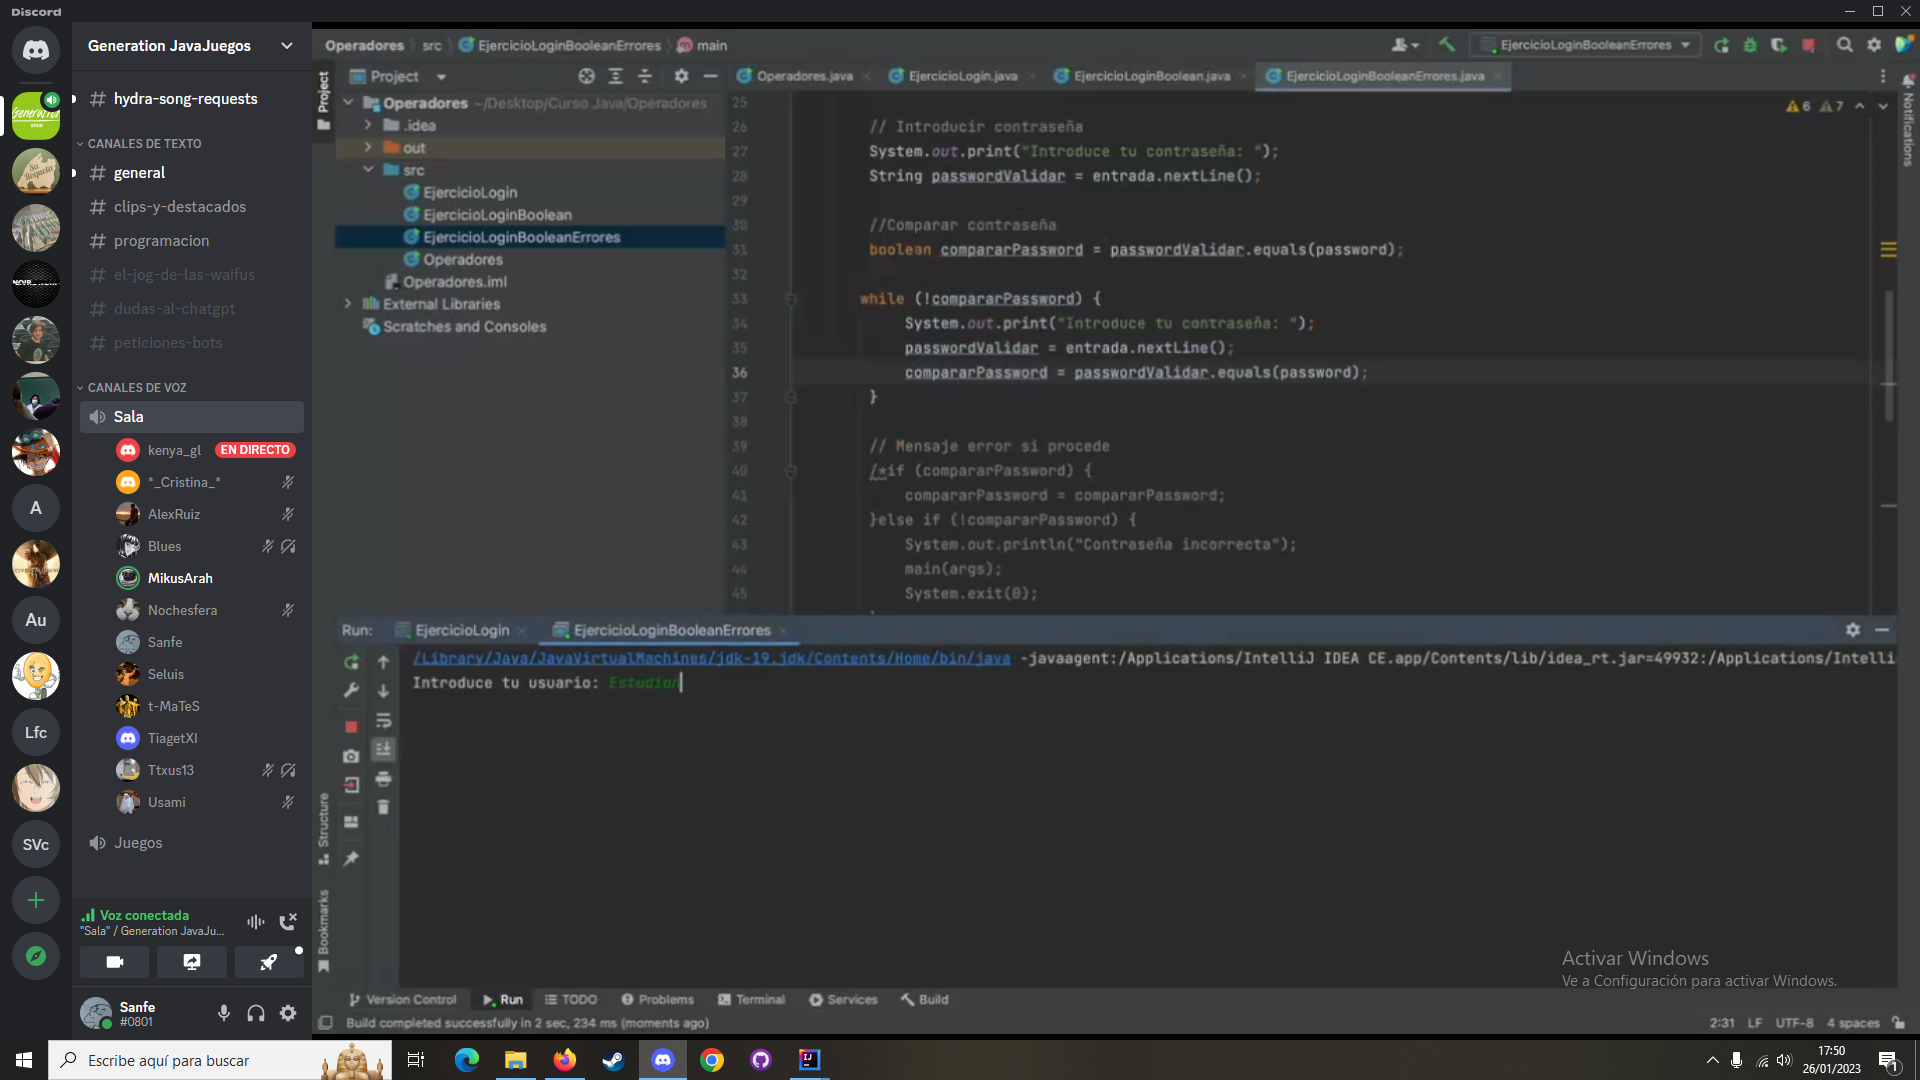 Discord
Generation JavaJuegos
hydra-song-requests
CANALES DE TEXTO
general
clips-y-destacados
programacion
el-jog-de-las-waifus
dudas-al-chatgpt
peticiones-bots
CANALES DE VOZ
Sala
kenya_gl EN DIRECTO
*_Cristina_*
AlexRuiz
Blues
MikusArah
Nochesfera
Sanfe
Seluis
t-MaTeS
TiagetXI
Ttxus13
Usami
Juegos
Voz conectada
"Sala" / Generation JavaJu...
Sanfe
#0801
A
Au
Lfc
SVc
Operadores src EjercicioLoginBooleanErrores main
EjercicioLoginBooleanErrores
Project
Project
Operadores.java EjercicioLogin.java EjercicioLoginBoolean.java EjercicioLoginBooleanErrores.java
Notifications
Operadores ~/Desktop/Curso Java/Operadores
.idea
out
src
EjercicioLogin
EjercicioLoginBoolean
EjercicioLoginBooleanErrores
Operadores
Operadores.iml
External Libraries
Scratches and Consoles
6 7
25
26 // Introducir contraseña
27 System.out.print("Introduce tu contraseña: ");
28 String passwordValidar = entrada.nextLine();
29
30 //Comparar contraseña
31 boolean compararPassword = passwordValidar.equals(password);
32
33 while (!compararPassword) {
34 System.out.print("Introduce tu contraseña: ");
35 passwordValidar = entrada.nextLine();
36 compararPassword = passwordValidar.equals(password);
37 }
38
39 // Mensaje error si procede
40 /*if (compararPassword) {
41 compararPassword = compararPassword;
42 }else if (!compararPassword) {
43 System.out.println("Contraseña incorrecta");
44 main(args);
45 System.exit(0);
Run: EjercicioLogin EjercicioLoginBooleanErrores
/Library/Java/JavaVirtualMachines/jdk-19.jdk/Contents/Home/bin/java -javaagent:/Applications/IntelliJ IDEA CE.app/Contents/lib/idea_rt.jar=49932:/Applications/Intelli
Introduce tu usuario: Estudian
Structure
Bookmarks
Activar Windows
Ve a Configuración para activar Windows.
Version Control Run TODO Problems Terminal Services Build
Build completed successfully in 2 sec, 234 ms (moments ago)
2:31 LF UTF-8 4 spaces
Escribe aquí para buscar
17:50
26/01/2023
1